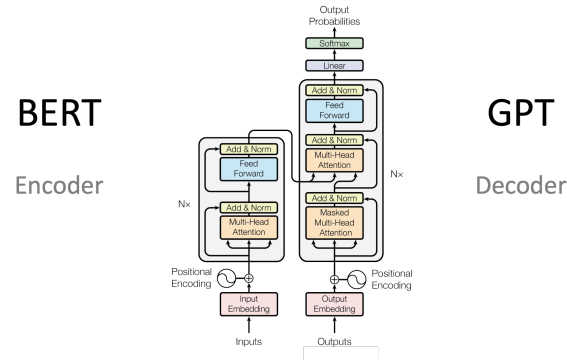 BERT
Encoder
Output
Probabilities
Softmax
Linear
Add & Norm
Feed
Forward
Add & Norm
Multi-Head
Attention
Nx
Add & Norm
Masked
Multi-Head
Attention
Add & Norm
Feed
Forward
Nx
Add & Norm
Multi-Head
Attention
Positional
Encoding
Positional
Encoding
Input
Embedding
Output
Embedding
Inputs
Outputs
GPT
Decoder